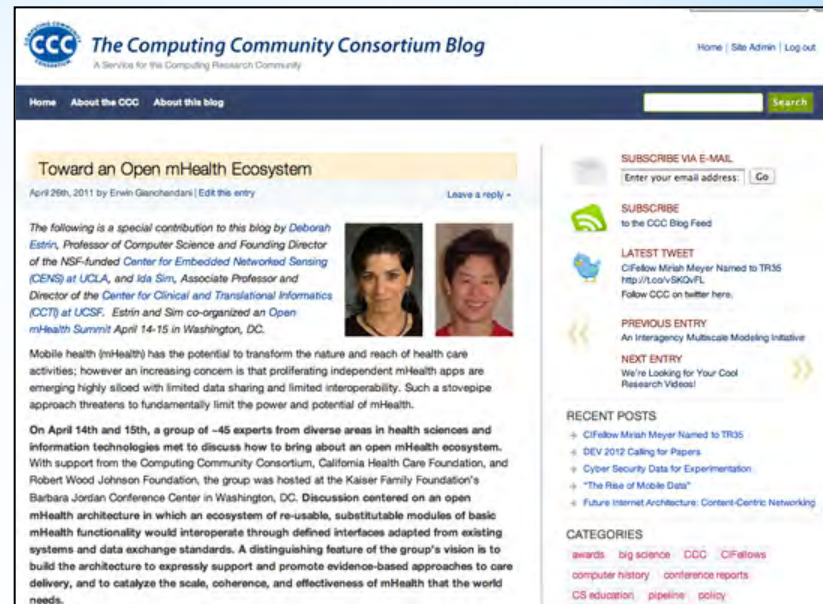 CCC
COMPUTING COMMUNITY
CONSORTIUM
The Computing Community Consortium Blog
A Service for the Computing Research Community
Home | Site Admin | Log out
Home About the CCC About this blog
Search
Toward an Open mHealth Ecosystem
April 26th, 2011 by Erwin Gianchandani | Edit this entry
Leave a reply »
The following is a special contribution to this blog by Deborah
Estrin, Professor of Computer Science and Founding Director
of the NSF-funded Center for Embedded Networked Sensing
(CENS) at UCLA, and Ida Sim, Associate Professor and
Director of the Center for Clinical and Translational Informatics
(CCTI) at UCSF. Estrin and Sim co-organized an Open
mHealth Summit April 14-15 in Washington, DC.
Mobile health (mHealth) has the potential to transform the nature and reach of health care
activities; however an increasing concern is that proliferating independent mHealth apps are
emerging highly siloed with limited data sharing and limited interoperability. Such a stovepipe
approach threatens to fundamentally limit the power and potential of mHealth.
On April 14th and 15th, a group of ~45 experts from diverse areas in health sciences and
information technologies met to discuss how to bring about an open mHealth ecosystem.
With support from the Computing Community Consortium, California Health Care Foundation, and
Robert Wood Johnson Foundation, the group was hosted at the Kaiser Family Foundation's
Barbara Jordan Conference Center in Washington, DC. Discussion centered on an open
mHealth architecture in which an ecosystem of re-usable, substitutable modules of basic
mHealth functionality would interoperate through defined interfaces adapted from existing
systems and data exchange standards. A distinguishing feature of the group's vision is to
build the architecture to expressly support and promote evidence-based approaches to care
delivery, and to catalyze the scale, coherence, and effectiveness of mHealth that the world
needs.
SUBSCRIBE VIA E-MAIL
Enter your email address: Go
SUBSCRIBE
to the CCC Blog Feed
LATEST TWEET
CIFellow Miriah Meyer Named to TR35
http://t.co/vSKQvFL
Follow CCC on twitter here.
PREVIOUS ENTRY
An Interagency Multiscale Modeling Initiative
NEXT ENTRY
We're Looking for Your Cool
Research Videos!
RECENT POSTS
CIFellow Miriah Meyer Named to TR35
DEV 2012 Calling for Papers
Cyber Security Data for Experimentation
"The Rise of Mobile Data"
Future Internet Architecture: Content-Centric Networking
CATEGORIES
awards big science CCC CIFellows
computer history conference reports
CS education pipeline policy